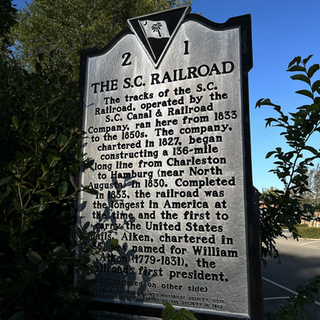 2 1
THE S.C. RAILROAD
The tracks of the S.C.
Railroad, operated by the
S.C. Canal & Railroad
Company, ran here from 1833
to the 1850s. The company,
chartered in 1827, began
constructing a 136-mile
long line from Charleston
to Hamburg (near North
Augusta) in 1830. Completed
in 1833, the railroad was
the longest in America at
the time and the first to
carry the United States
Mails. Aiken, chartered in
named for William
Aiken (1779-1831), the
railroad's first president.
on other side)